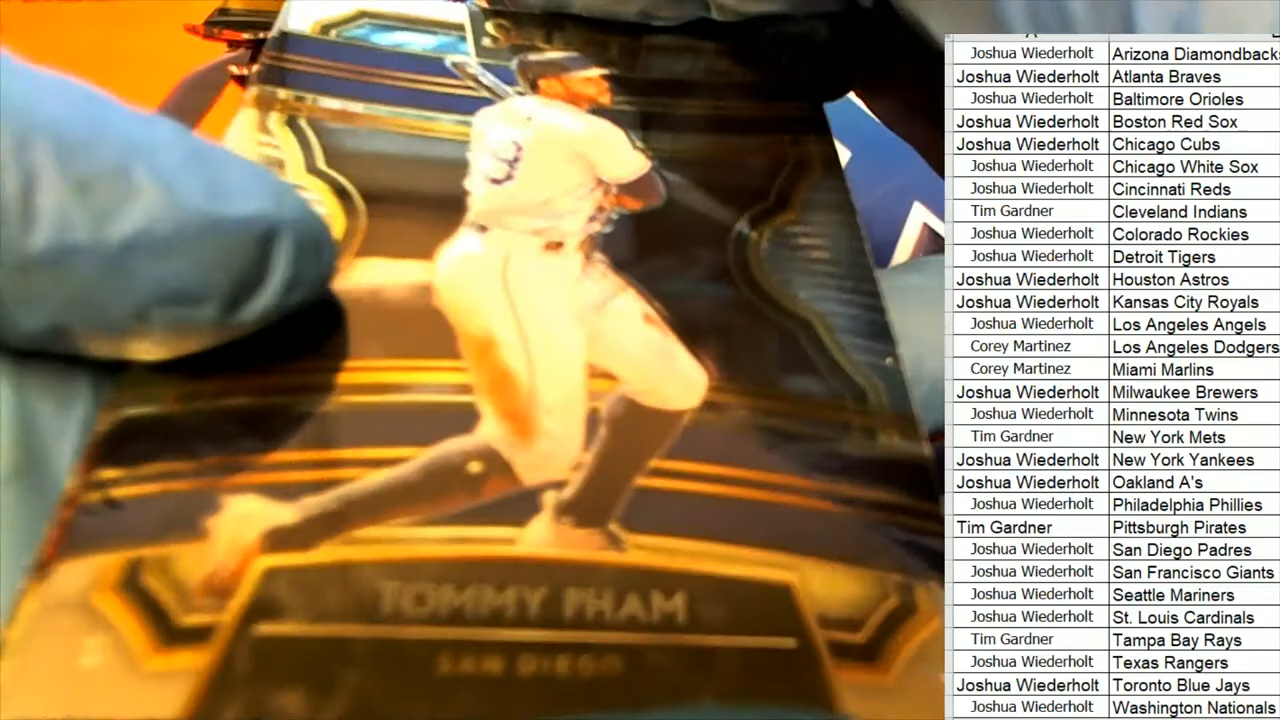 TOMMY PHAM
SAN DIEGO
Joshua Wiederholt Arizona Diamondbacks
Joshua Wiederholt Atlanta Braves
Joshua Wiederholt Baltimore Orioles
Joshua Wiederholt Boston Red Sox
Joshua Wiederholt Chicago Cubs
Joshua Wiederholt Chicago White Sox
Joshua Wiederholt Cincinnati Reds
Tim Gardner Cleveland Indians
Joshua Wiederholt Colorado Rockies
Joshua Wiederholt Detroit Tigers
Joshua Wiederholt Houston Astros
Joshua Wiederholt Kansas City Royals
Joshua Wiederholt Los Angeles Angels
Corey Martinez Los Angeles Dodgers
Corey Martinez Miami Marlins
Joshua Wiederholt Milwaukee Brewers
Joshua Wiederholt Minnesota Twins
Tim Gardner New York Mets
Joshua Wiederholt New York Yankees
Joshua Wiederholt Oakland A's
Joshua Wiederholt Philadelphia Phillies
Tim Gardner Pittsburgh Pirates
Joshua Wiederholt San Diego Padres
Joshua Wiederholt San Francisco Giants
Joshua Wiederholt Seattle Mariners
Joshua Wiederholt St. Louis Cardinals
Tim Gardner Tampa Bay Rays
Joshua Wiederholt Texas Rangers
Joshua Wiederholt Toronto Blue Jays
Joshua Wiederholt Washington Nationals